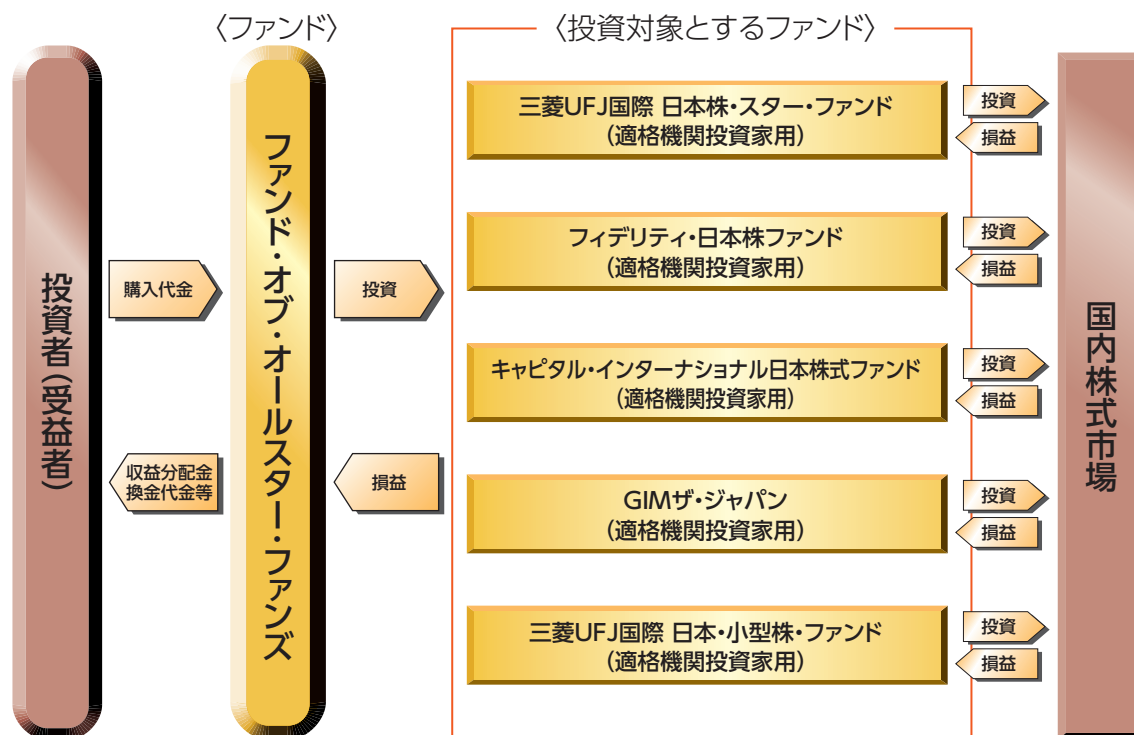 〈ファンド〉
〈投資対象とするファンド〉
投資者(受益者)
購入代金
収益分配金
換金代金等
ファンド・オブ・オールスター・ファンズ
投資
損益
三菱UFJ国際 日本株・スター・ファンド
(適格機関投資家用)
投資
損益
フィデリティ・日本株ファンド
(適格機関投資家用)
投資
損益
キャピタル・インターナショナル日本株式ファンド
(適格機関投資家用)
投資
損益
GIMザ・ジャパン
(適格機関投資家用)
投資
損益
三菱UFJ国際 日本・小型株・ファンド
(適格機関投資家用)
投資
損益
国内株式市場